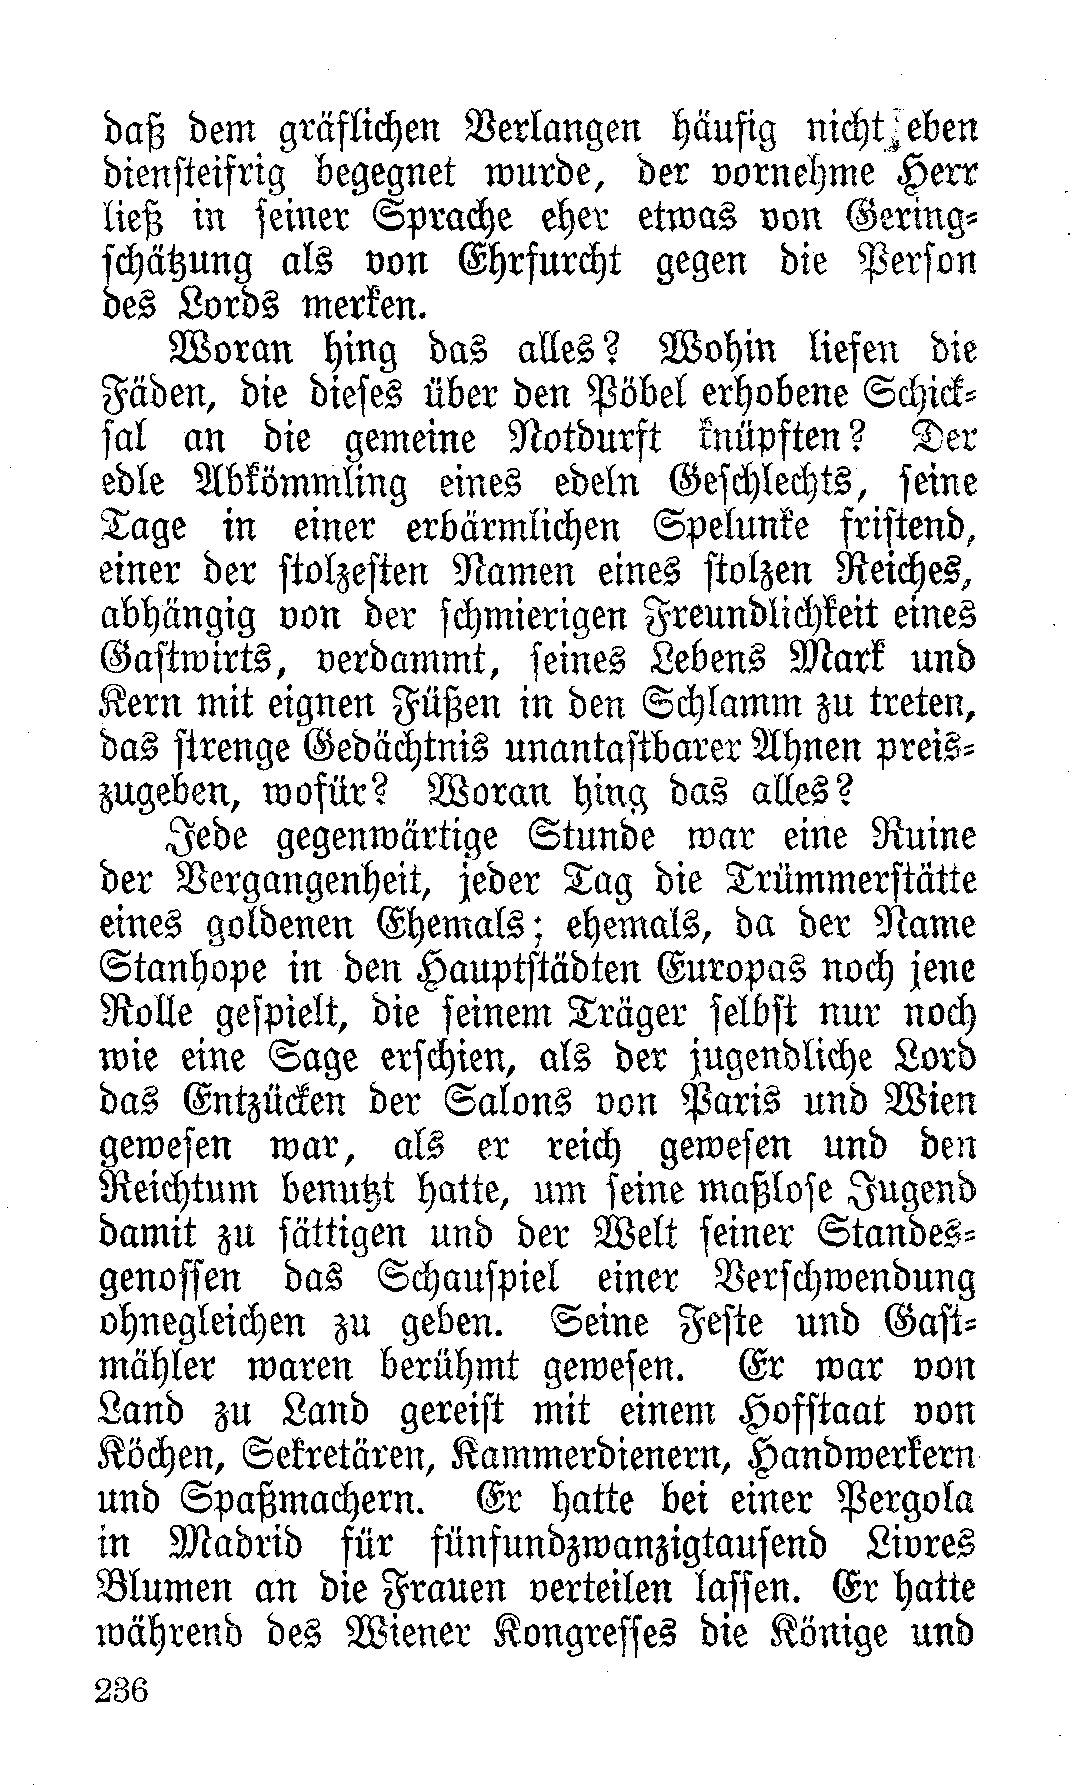 daß dem gräflichen Verlangen häufig nicht eben
diensteifrig begegnet wurde, der vornehme Herr
ließ in seiner Sprache eher etwas von Gering-
schätzung als von Ehrfurcht gegen die Person
des Lords merken.
Woran hing das alles? Wohin liefen die
Fäden, die dieses über den Pöbel erhobene Schick-
sal an die gemeine Notdurft knüpften? Der
edle Abkömmling eines edeln Geschlechts, seine
Tage in einer erbärmlichen Spelunke fristend,
einer der stolzesten Namen eines stolzen Reiches,
abhängig von der schmierigen Freundlichkeit eines
Gastwirts, verdammt, seines Lebens Mark und
Kern mit eignen Füßen in den Schlamm zu treten,
das strenge Gedächtnis unantastbarer Ahnen preis-
zugeben, wofür? Woran hing das alles?
Jede gegenwärtige Stunde war eine Ruine
der Vergangenheit, jeder Tag die Trümmerstätte
eines goldenen Ehemals; ehemals, da der Name
Stanhope in den Hauptstädten Europas noch jene
Rolle gespielt, die seinem Träger selbst nur noch
wie eine Sage erschien, als der jugendliche Lord
das Entzücken der Salons von Paris und Wien
gewesen war, als er reich gewesen und den
Reichtum benutzt hatte, um seine maßlose Jugend
damit zu sättigen und der Welt seiner Standes-
genossen das Schauspiel einer Verschwendung
ohnegleichen zu geben. Seine Feste und Gast-
mähler waren berühmt gewesen. Er war von
Land zu Land gereist mit einem Hofstaat von
Köchen, Sekretären, Kammerdienern, Handwerkern
und Spaßmachern. Er hatte bei einer Pergola
in Madrid für fünfundzwanzigtausend Livres
Blumen an die Frauen verteilen lassen. Er hatte
während des Wiener Kongresses die Könige und
236